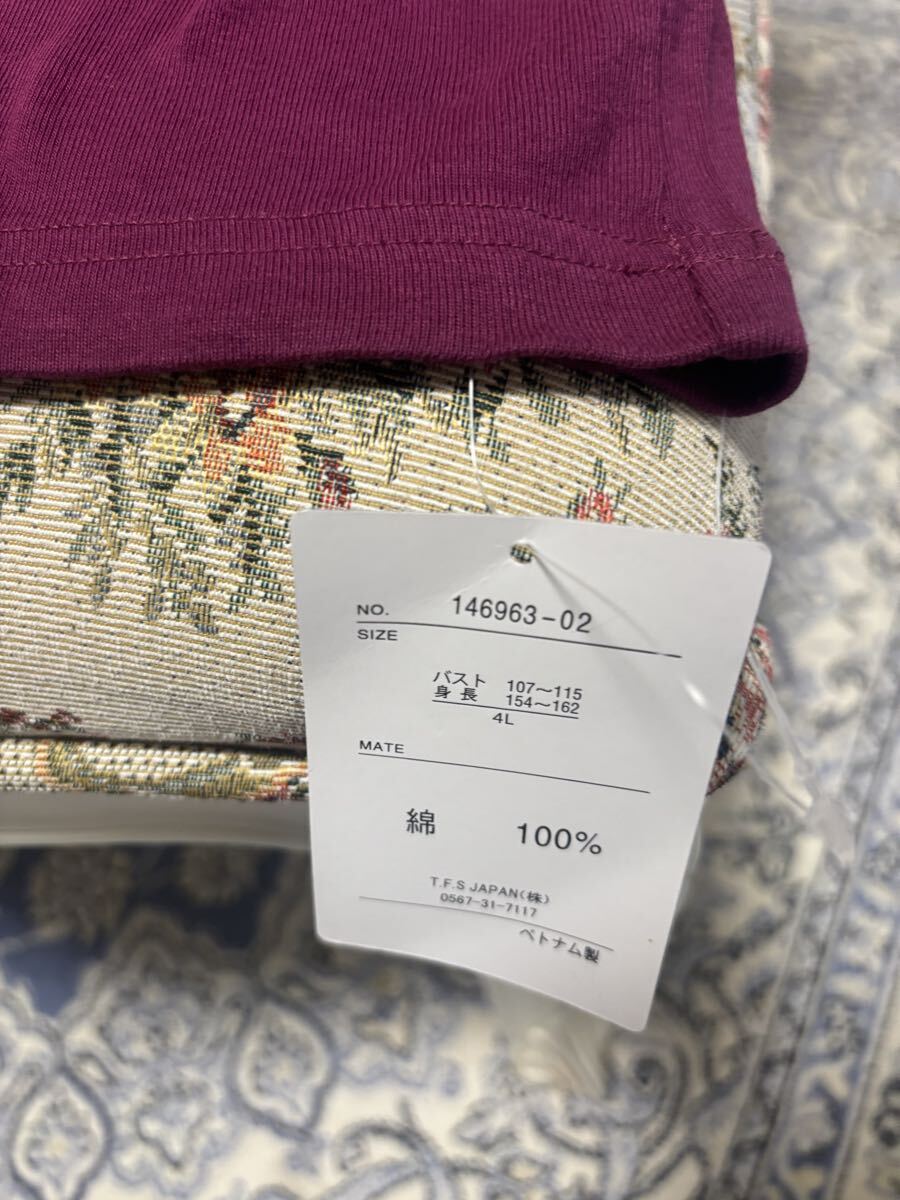 NO. 146963-02
SIZE
バスト 107〜115
身長 154〜162
4L
MATE
綿 100%
T.F.S JAPAN(株)
0567-31-7117
ベトナム製